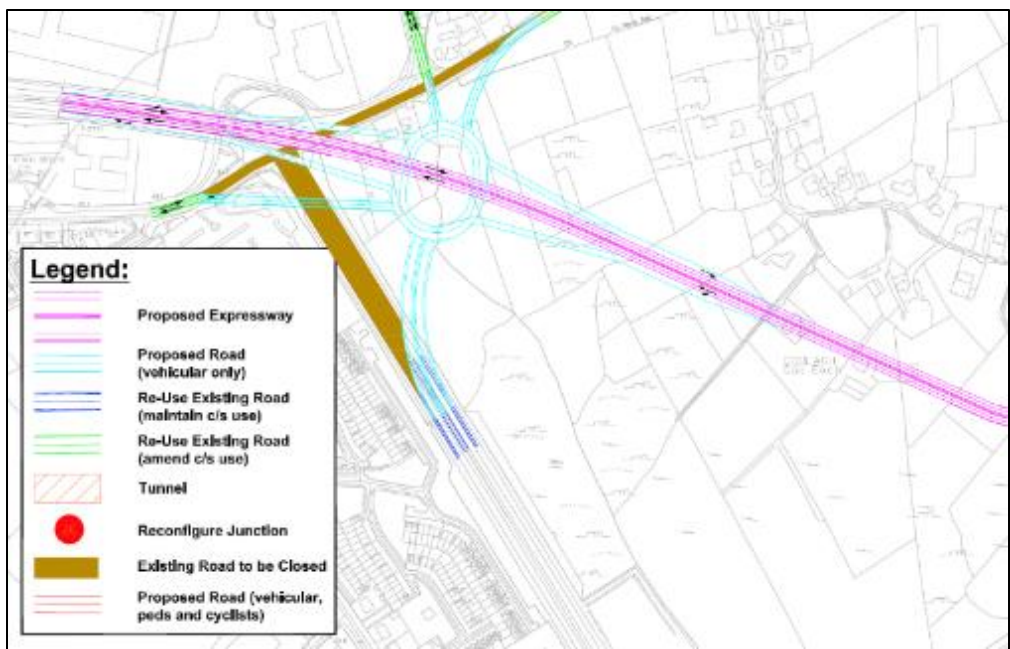 Legend:
Proposed Expressway
Proposed Road
(vehicular only)
Re-Use Existing Road
(maintain c/s use)
Re-Use Existing Road
(amend c/s use)
Tunnel
Reconfigure Junction
Existing Road to be Closed
Proposed Road (vehicular,
peds and cyclists)